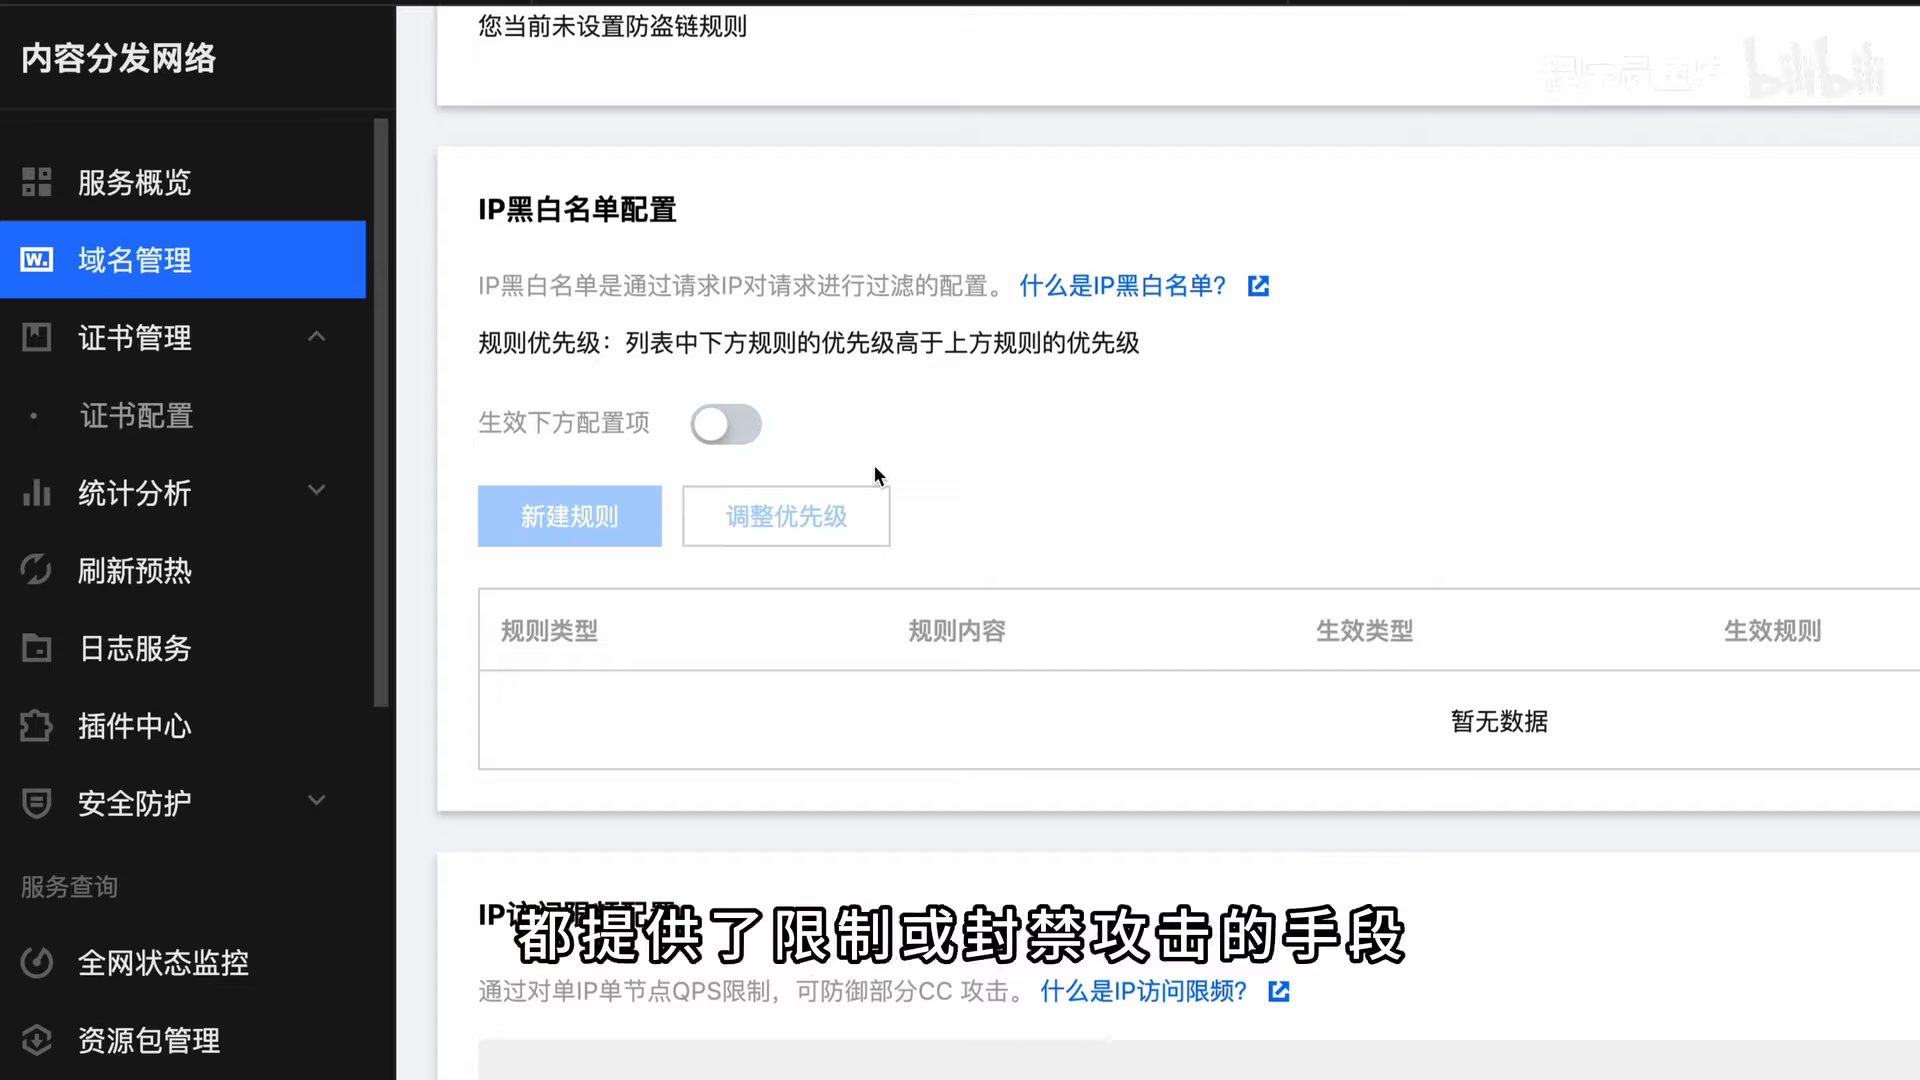 内容分发网络
服务概览
域名管理
证书管理
证书配置
统计分析
刷新预热
日志服务
插件中心
安全防护
服务查询
全网状态监控
资源包管理
您当前未设置防盗链规则
bilibili
IP黑白名单配置
IP黑白名单是通过请求IP对请求进行过滤的配置。 什么是IP黑白名单?
规则优先级：列表中下方规则的优先级高于上方规则的优先级
生效下方配置项
新建规则 调整优先级
规则类型 规则内容 生效类型 生效规则
暂无数据
都提供了限制或封禁攻击的手段
通过对单IP单节点QPS限制，可防御部分CC 攻击。 什么是IP访问限频?